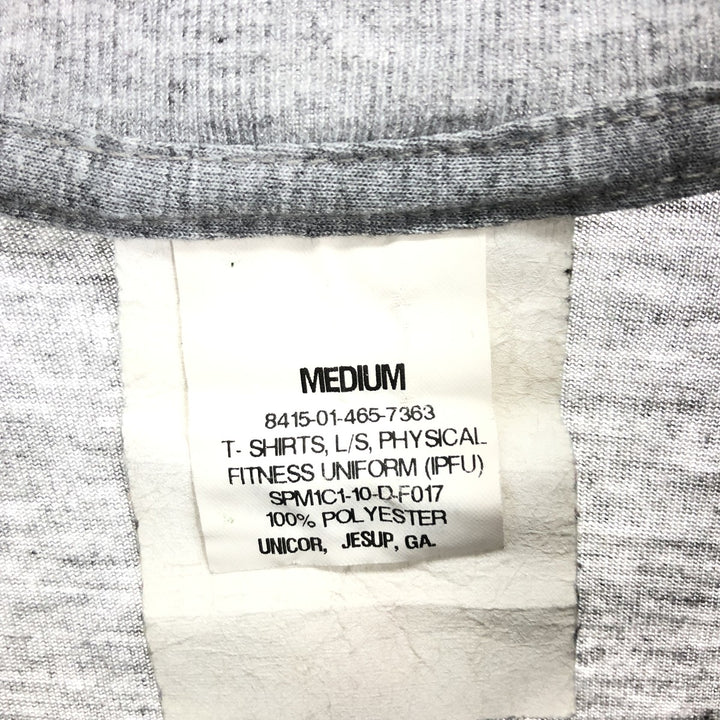 MEDIUM
8415-01-465-7363
T- SHIRTS, L/S, PHYSICAL
FITNESS UNIFORM (IPFU)
SPM1C1-10-D-F017
100% POLYESTER
UNICOR, JESUP, GA.